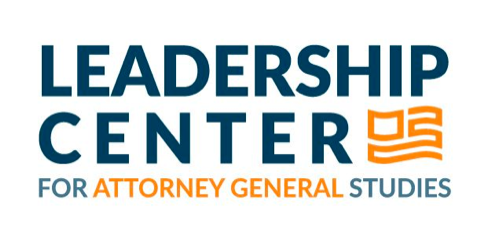 LEADERSHIP
CENTER
FOR ATTORNEY GENERAL STUDIES